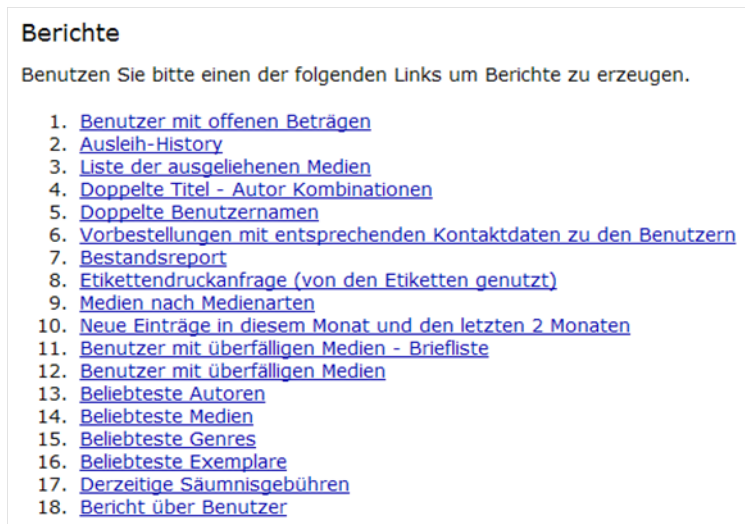 Berichte
Benutzen Sie bitte einen der folgenden Links um Berichte zu erzeugen.
1. Benutzer mit offenen Beträgen
2. Ausleih-History
3. Liste der ausgeliehenen Medien
4. Doppelte Titel - Autor Kombinationen
5. Doppelte Benutzernamen
6. Vorbestellungen mit entsprechenden Kontaktdaten zu den Benutzern
7. Bestandsreport
8. Etikettendruckanfrage (von den Etiketten genutzt)
9. Medien nach Medienarten
10. Neue Einträge in diesem Monat und den letzten 2 Monaten
11. Benutzer mit überfälligen Medien - Briefliste
12. Benutzer mit überfälligen Medien
13. Beliebteste Autoren
14. Beliebteste Medien
15. Beliebteste Genres
16. Beliebteste Exemplare
17. Derzeitige Säumnisgebühren
18. Bericht über Benutzer